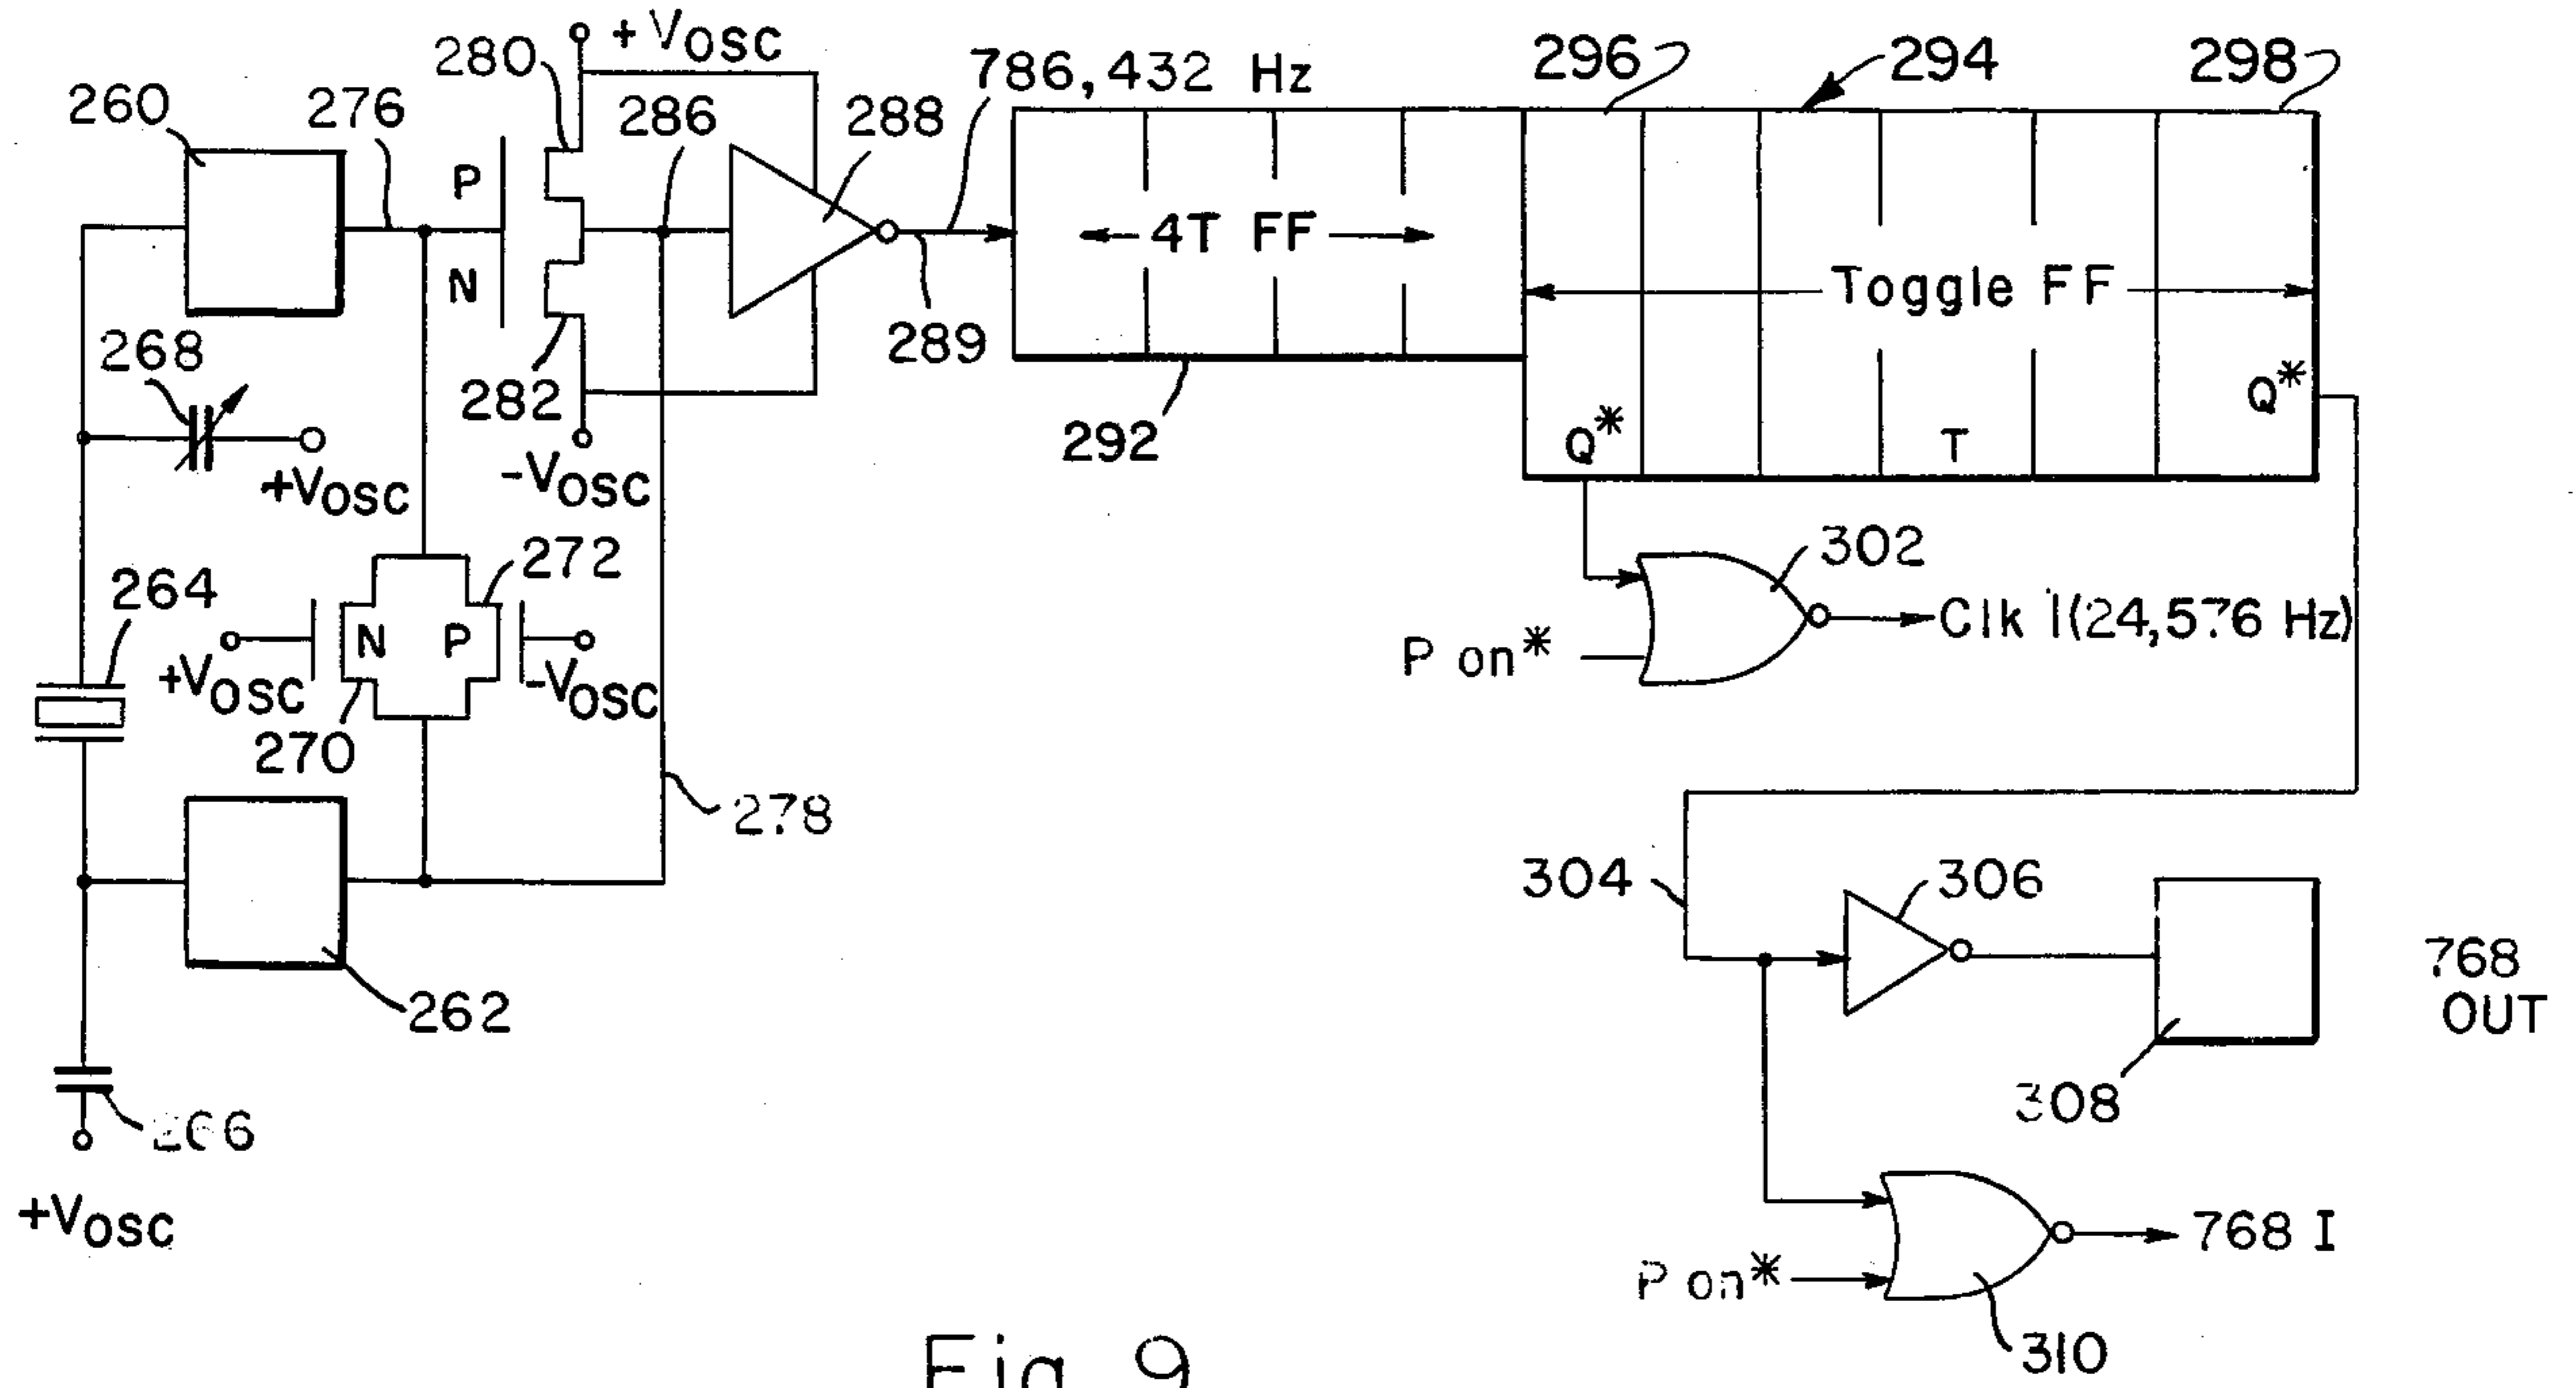 +VOSC
280
786,432 Hz
296
294
298
260
276
286
288
P
N
4T FF
Toggle FF
289
268
282
292
Q*
T
Q*
+VOSC
-VOSC
302
272
264
Clk 1(24,576 Hz)
N
P
P on*
+VOSC
-VOSC
270
278
304
306
768
OUT
262
308
266
+VOSC
768 I
P on*
310
Fig 9